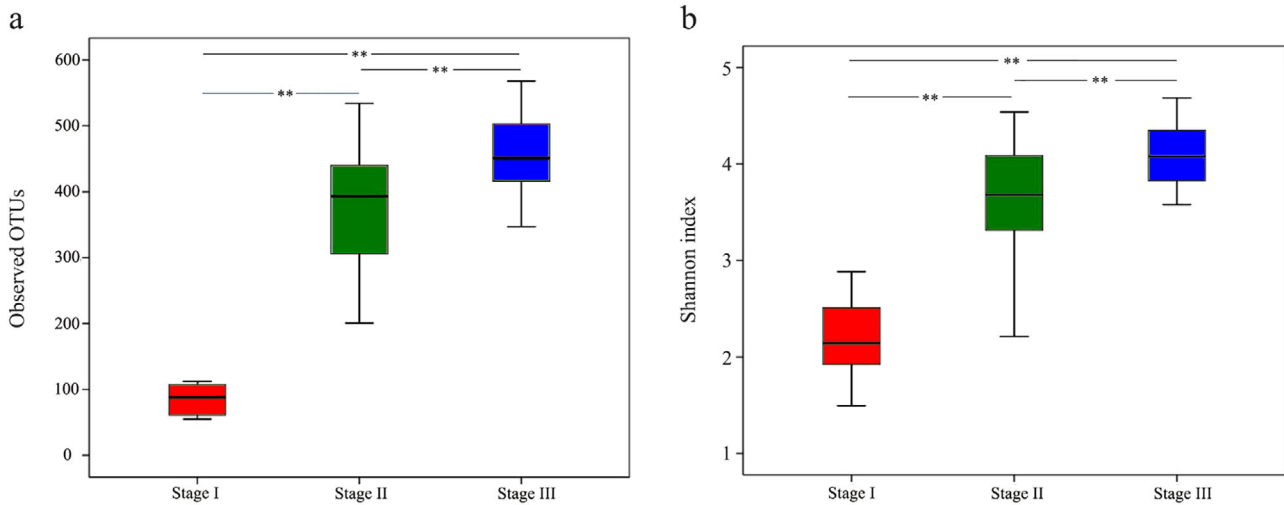 a
Observed OTUs
600
500
400
300
200
100
0
**
**
**
Stage I
Stage II
Stage III
b
Shannon index
5
4
3
2
1
**
**
**
Stage I
Stage II
Stage III